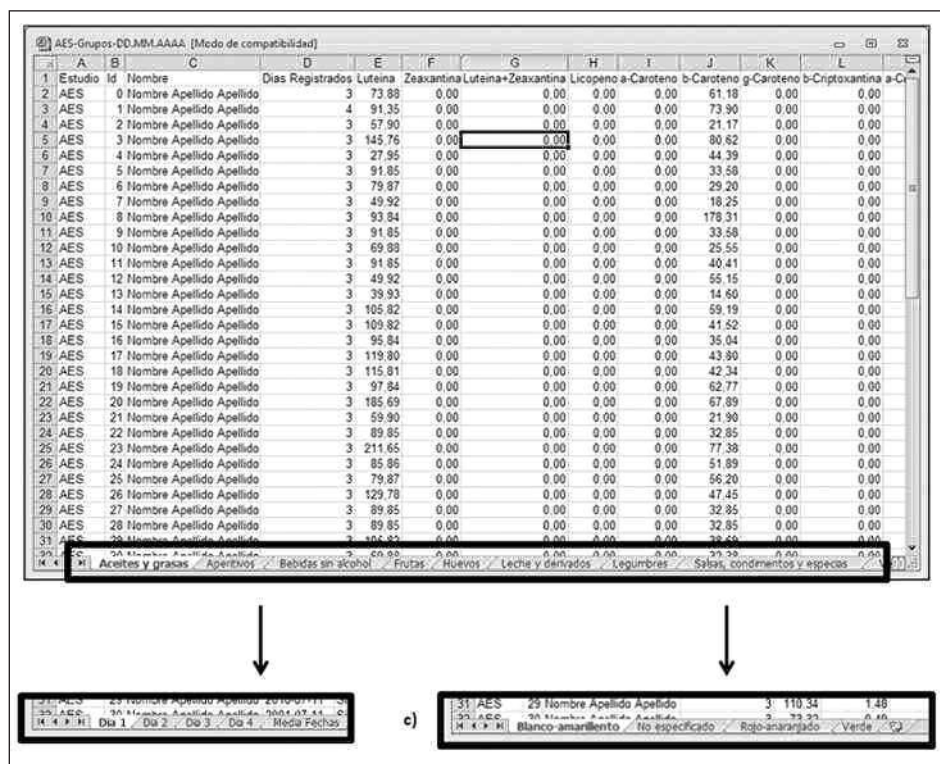 AES-Grupos-DD.MM.AAAA [Modo de compatibilidad]
A B C D E F G H I J K L
1 Estudio Id Nombre Dias Registrados Luteina Zeaxantina Luteina+Zeaxantina Licopeno a-Caroteno b-Caroteno g-Caroteno b-Criptoxantina a-C
2 AES 0 Nombre Apellido Apellido 3 73,88 0,00 0,00 0,00 0,00 61,18 0,00 0,00
3 AES 1 Nombre Apellido Apellido 4 91,35 0,00 0,00 0,00 0,00 73,90 0,00 0,00
4 AES 2 Nombre Apellido Apellido 3 57,90 0,00 0,00 0,00 0,00 21,17 0,00 0,00
5 AES 3 Nombre Apellido Apellido 3 145,76 0,00 0,00 0,00 0,00 80,62 0,00 0,00
6 AES 4 Nombre Apellido Apellido 3 27,95 0,00 0,00 0,00 0,00 44,39 0,00 0,00
7 AES 5 Nombre Apellido Apellido 3 91,85 0,00 0,00 0,00 0,00 33,58 0,00 0,00
8 AES 6 Nombre Apellido Apellido 3 79,87 0,00 0,00 0,00 0,00 29,20 0,00 0,00
9 AES 7 Nombre Apellido Apellido 3 49,92 0,00 0,00 0,00 0,00 18,25 0,00 0,00
10 AES 8 Nombre Apellido Apellido 3 93,84 0,00 0,00 0,00 0,00 178,31 0,00 0,00
11 AES 9 Nombre Apellido Apellido 3 91,85 0,00 0,00 0,00 0,00 33,58 0,00 0,00
12 AES 10 Nombre Apellido Apellido 3 69,88 0,00 0,00 0,00 0,00 25,55 0,00 0,00
13 AES 11 Nombre Apellido Apellido 3 91,85 0,00 0,00 0,00 0,00 40,41 0,00 0,00
14 AES 12 Nombre Apellido Apellido 3 49,92 0,00 0,00 0,00 0,00 55,15 0,00 0,00
15 AES 13 Nombre Apellido Apellido 3 39,93 0,00 0,00 0,00 0,00 14,60 0,00 0,00
16 AES 14 Nombre Apellido Apellido 3 105,82 0,00 0,00 0,00 0,00 59,19 0,00 0,00
17 AES 15 Nombre Apellido Apellido 3 109,82 0,00 0,00 0,00 0,00 41,52 0,00 0,00
18 AES 16 Nombre Apellido Apellido 3 95,84 0,00 0,00 0,00 0,00 35,04 0,00 0,00
19 AES 17 Nombre Apellido Apellido 3 119,80 0,00 0,00 0,00 0,00 43,80 0,00 0,00
20 AES 18 Nombre Apellido Apellido 3 115,81 0,00 0,00 0,00 0,00 42,34 0,00 0,00
21 AES 19 Nombre Apellido Apellido 3 97,84 0,00 0,00 0,00 0,00 62,77 0,00 0,00
22 AES 20 Nombre Apellido Apellido 3 185,69 0,00 0,00 0,00 0,00 67,89 0,00 0,00
23 AES 21 Nombre Apellido Apellido 3 59,90 0,00 0,00 0,00 0,00 21,90 0,00 0,00
24 AES 22 Nombre Apellido Apellido 3 89,85 0,00 0,00 0,00 0,00 32,85 0,00 0,00
25 AES 23 Nombre Apellido Apellido 3 211,65 0,00 0,00 0,00 0,00 77,38 0,00 0,00
26 AES 24 Nombre Apellido Apellido 3 85,86 0,00 0,00 0,00 0,00 51,89 0,00 0,00
27 AES 25 Nombre Apellido Apellido 3 79,87 0,00 0,00 0,00 0,00 56,20 0,00 0,00
28 AES 26 Nombre Apellido Apellido 3 129,78 0,00 0,00 0,00 0,00 47,45 0,00 0,00
29 AES 27 Nombre Apellido Apellido 3 89,85 0,00 0,00 0,00 0,00 32,85 0,00 0,00
30 AES 28 Nombre Apellido Apellido 3 89,85 0,00 0,00 0,00 0,00 32,85 0,00 0,00
31 AES 29 Nombre Apellido Apellido 3 105,82 0,00 0,00 0,00 0,00 38,69 0,00 0,00
Aceites y grasas Aperitivos Bebidas sin alcohol Frutas Huevos Leche y derivados Legumbres Salsas, condimentos y especias
Dia 1 Dia 2 Dia 3 Dia 4 Media Fechas
c)
31 AES 29 Nombre Apellido Apellido 3 110,34 1,48
Blanco-amarillento No especificado Rojo-anaranjado Verde